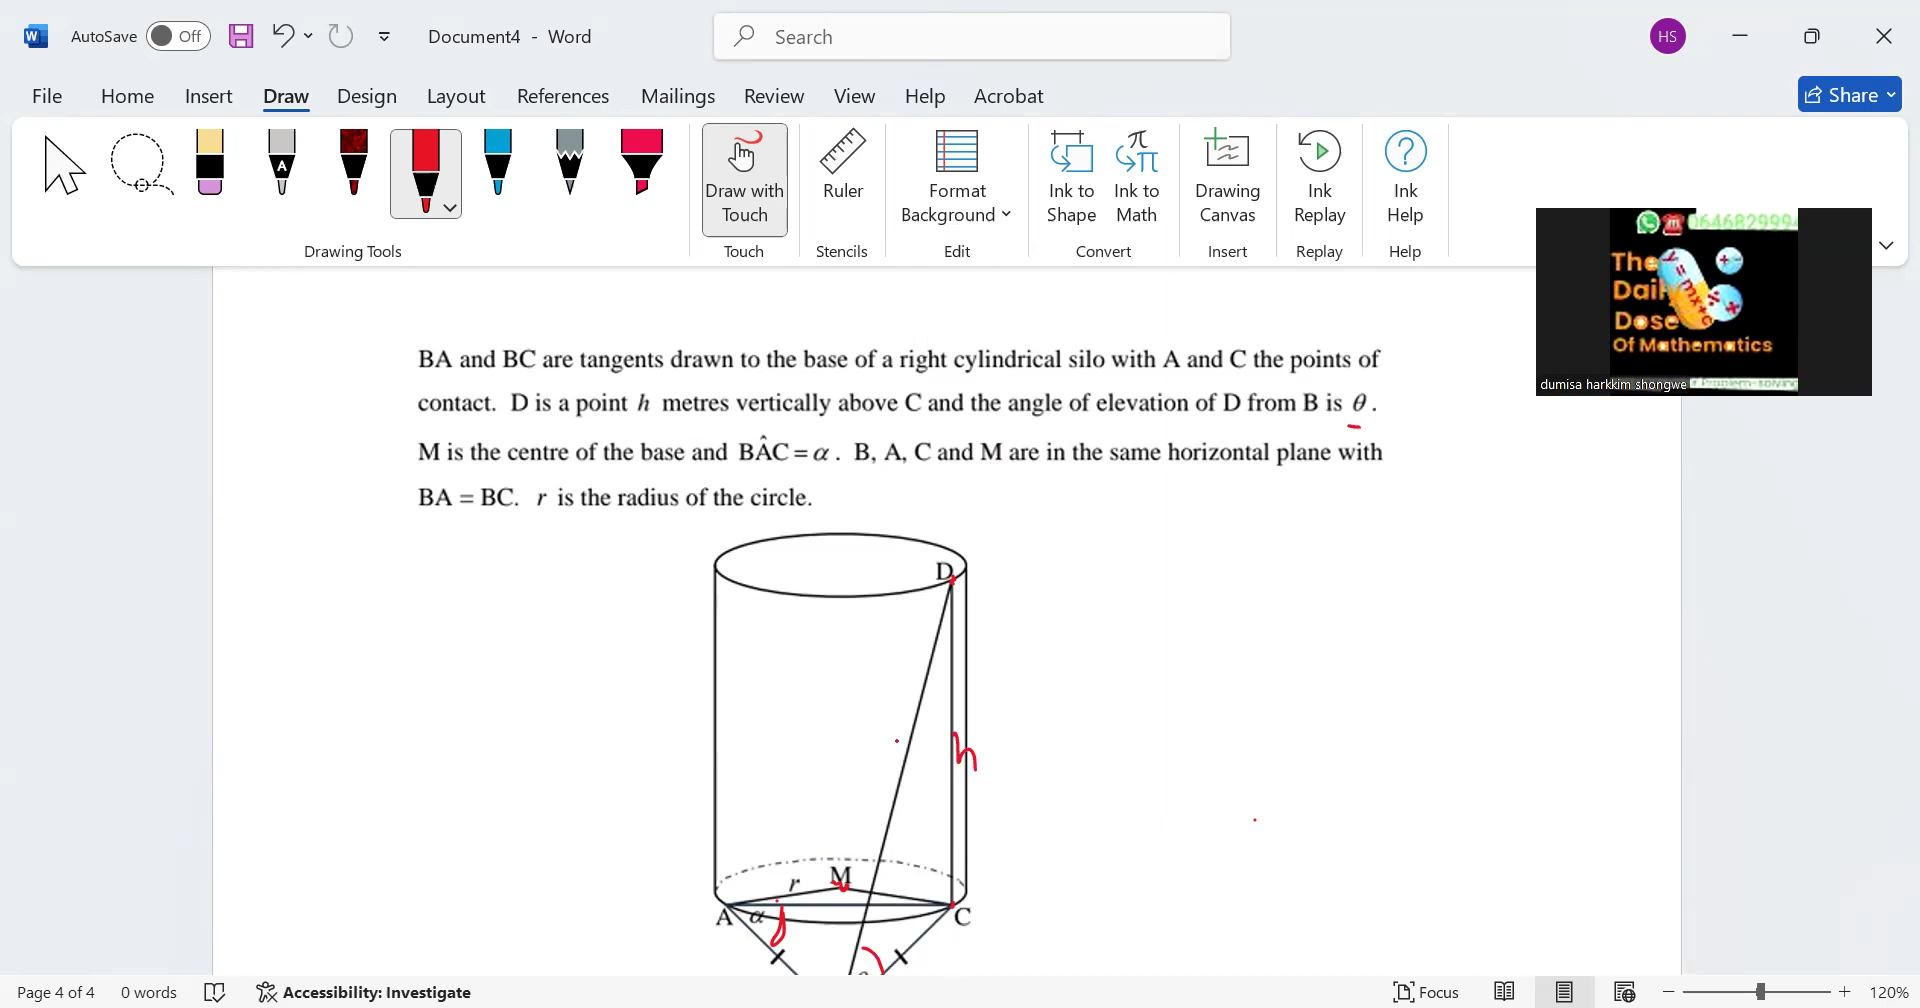 AutoSave Off Document4 - Word Search HS
File Home Insert Draw Design Layout References Mailings Review View Help Acrobat Share
A
Draw with Touch
Ruler
Format Background
Ink to Shape
Ink to Math
Drawing Canvas
Ink Replay
Ink Help
Drawing Tools Touch Stencils Edit Convert Insert Replay Help
The
Daily
Dose
Of Mathematics
dumisa harkkim shongwe
BA and BC are tangents drawn to the base of a right cylindrical silo with A and C the points of
contact. D is a point h metres vertically above C and the angle of elevation of D from B is θ.
M is the centre of the base and BÂC = α. B, A, C and M are in the same horizontal plane with
BA = BC. r is the radius of the circle.
D
h
M
r
A α C
Page 4 of 4 0 words Accessibility: Investigate Focus 120%